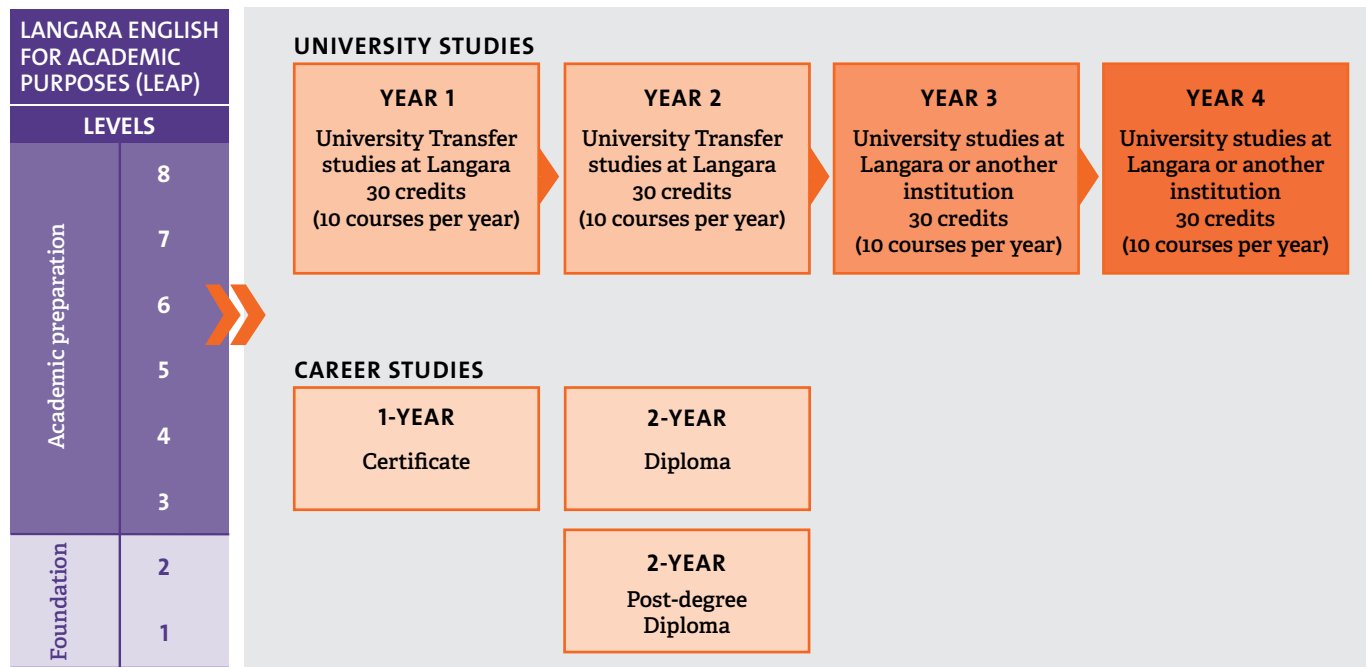 LANGARA ENGLISH
FOR ACADEMIC
PURPOSES (LEAP)
LEVELS
Academic preparation
8
7
6
5
4
3
Foundation
2
1
UNIVERSITY STUDIES
YEAR 1
University Transfer
studies at Langara
30 credits
(10 courses per year)
YEAR 2
University Transfer
studies at Langara
30 credits
(10 courses per year)
YEAR 3
University studies at
Langara or another
institution
30 credits
(10 courses per year)
YEAR 4
University studies at
Langara or another
institution
30 credits
(10 courses per year)
CAREER STUDIES
1-YEAR
Certificate
2-YEAR
Diploma
2-YEAR
Post-degree
Diploma